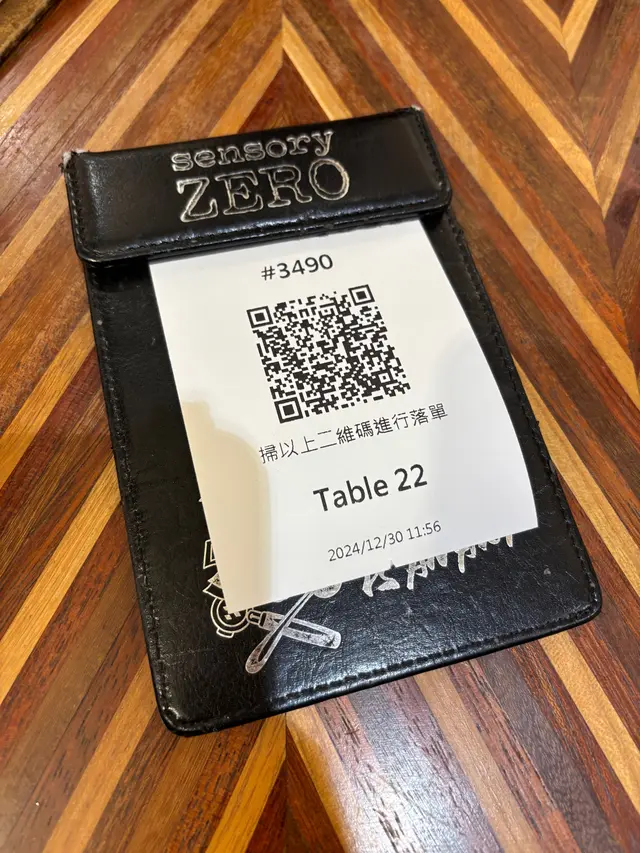 sensory
ZERO
#3490
掃以上二維碼進行落單
Table 22
2024/12/30 11:56